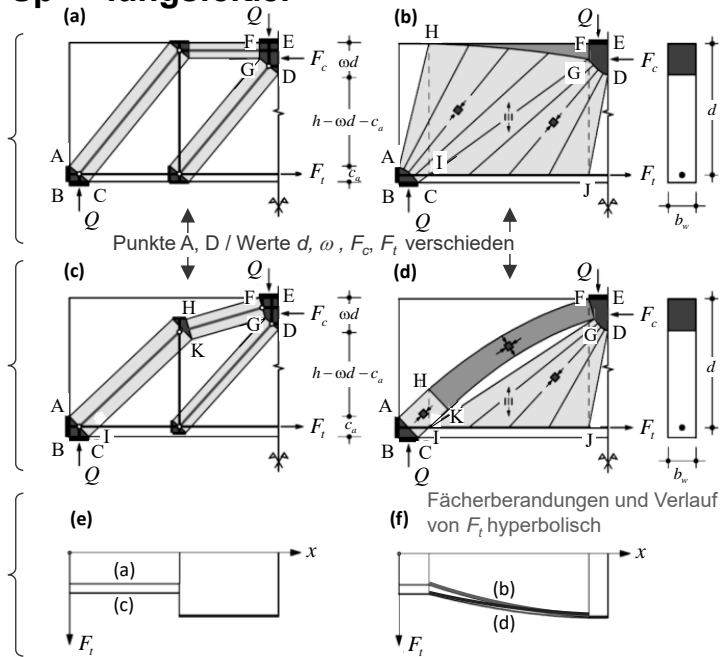 (a)
Q
F
E
F_c
ωd
G
D
h−ωd−c_a
A
F_t
c_a
B
C
Q
(b)
Q
H
F
E
G
F_c
D
d
A
I
F_t
B
C
J
Q
b_w
Punkte A, D / Werte d, ω , F_c, F_t verschieden
(c)
Q
H
F
E
F_c
ωd
G
D
K
h−ωd−c_a
A
I
F_t
c_a
B
C
Q
(d)
Q
F
E
F_c
G
D
d
H
A
K
I
F_t
B
C
J
Q
b_w
Fächerberandungen und Verlauf
von F_t hyperbolisch
(e)
x
(a)
(c)
F_t
(f)
x
(b)
(d)
F_t